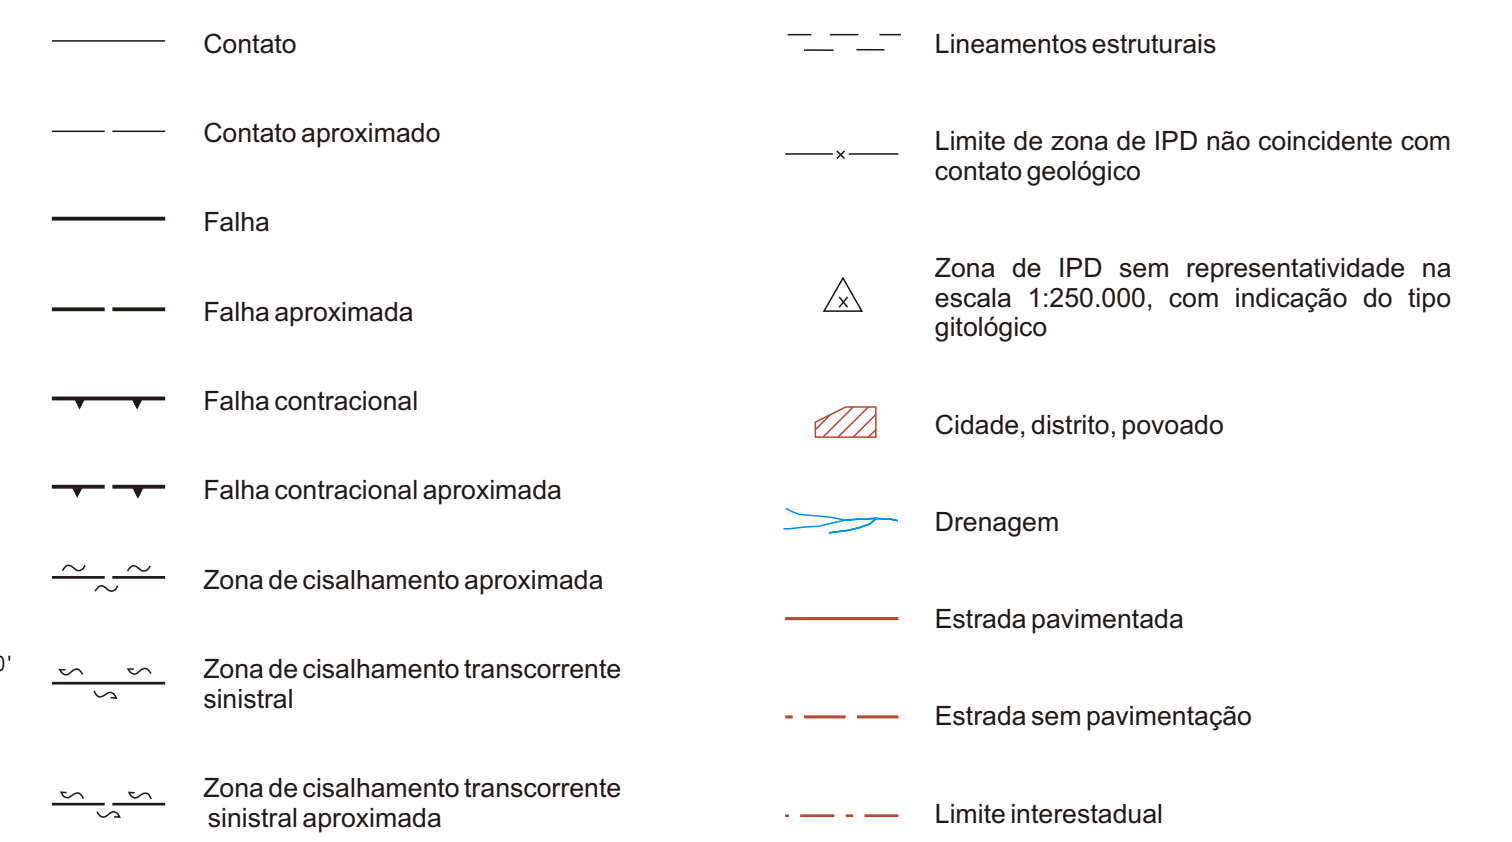 Contato
Contato aproximado
Falha
Falha aproximada
Falha contracional
Falha contracional aproximada
Zona de cisalhamento aproximada
0'
Zona de cisalhamento transcorrente
sinistral
Zona de cisalhamento transcorrente
sinistral aproximada
Lineamentos estruturais
x
Limite de zona de IPD não coincidente com
contato geológico
x
Zona de IPD sem representatividade na
escala 1:250.000, com indicação do tipo
gitológico
Cidade, distrito, povoado
Drenagem
Estrada pavimentada
Estrada sem pavimentação
Limite interestadual